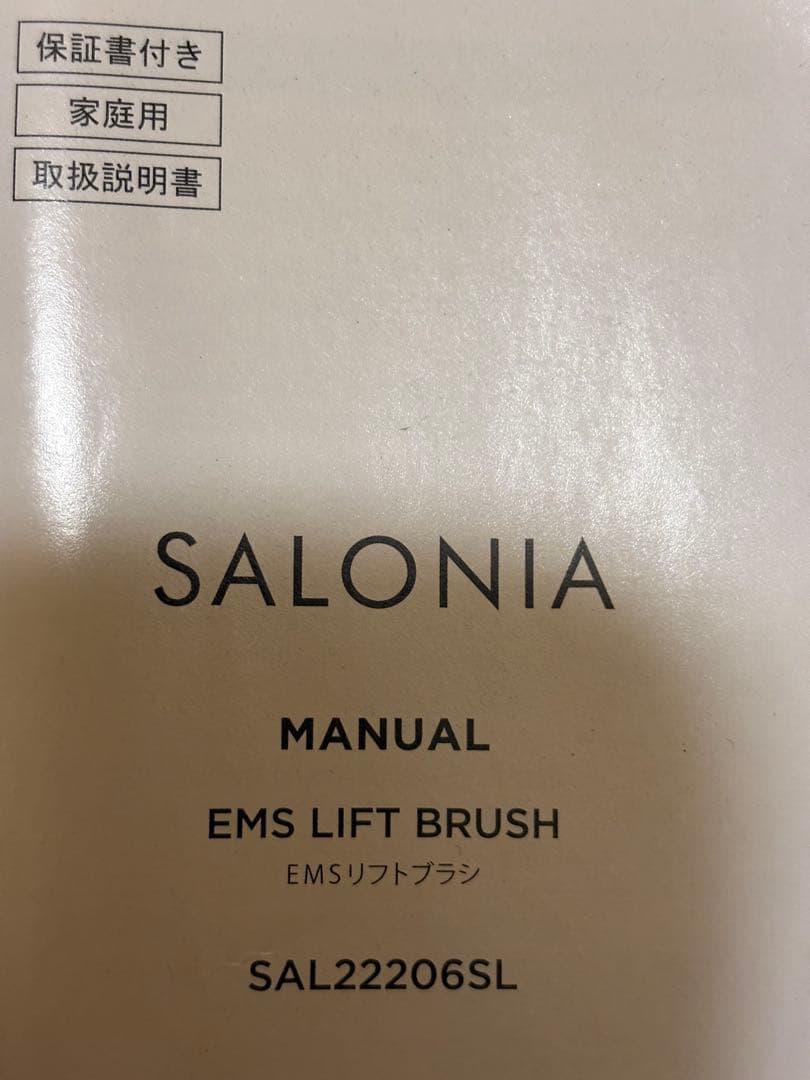 保証書付き
家庭用
取扱説明書
SALONIA
MANUAL
EMS LIFT BRUSH
EMSリフトブラシ
SAL22206SL